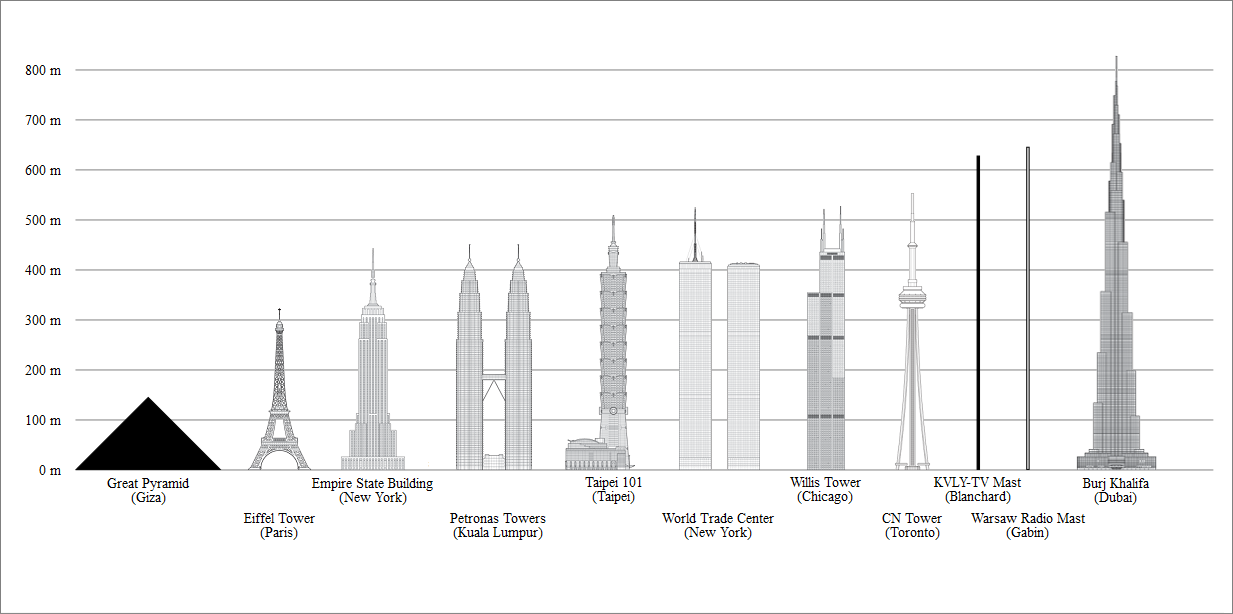 800 m
700 m
600 m
500 m
400 m
300 m
200 m
100 m
0 m
Great Pyramid
(Giza)
Eiffel Tower
(Paris)
Empire State Building
(New York)
Petronas Towers
(Kuala Lumpur)
Taipei 101
(Taipei)
World Trade Center
(New York)
Willis Tower
(Chicago)
CN Tower
(Toronto)
KVLY-TV Mast
(Blanchard)
Warsaw Radio Mast
(Gabin)
Burj Khalifa
(Dubai)